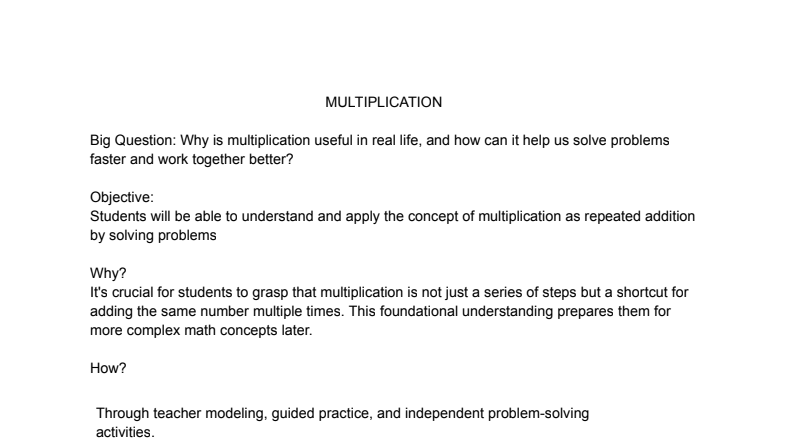 MULTIPLICATION
Big Question: Why is multiplication useful in real life, and how can it help us solve problems
faster and work together better?
Objective:
Students will be able to understand and apply the concept of multiplication as repeated addition
by solving problems
Why?
It's crucial for students to grasp that multiplication is not just a series of steps but a shortcut for
adding the same number multiple times. This foundational understanding prepares them for
more complex math concepts later.
How?
Through teacher modeling, guided practice, and independent problem-solving
activities.